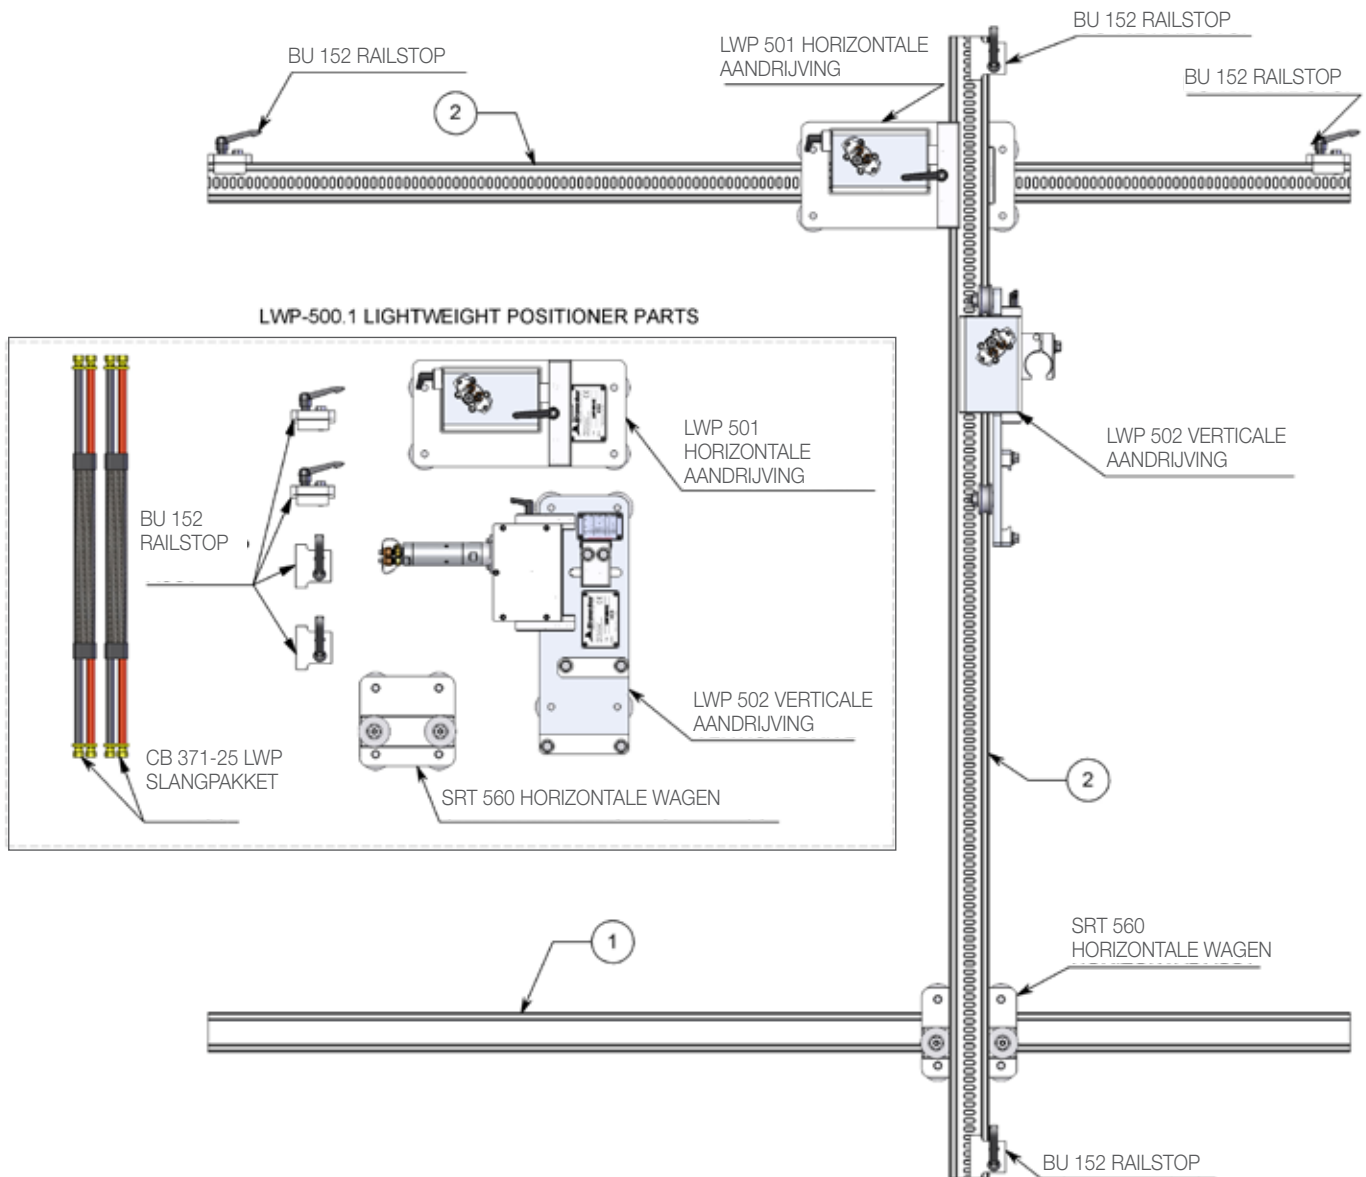 BU 152 RAILSTOP
LWP 501 HORIZONTALE
AANDRIJVING
BU 152 RAILSTOP
BU 152 RAILSTOP
2
LWP-500.1 LIGHTWEIGHT POSITIONER PARTS
LWP 501
HORIZONTALE
AANDRIJVING
BU 152
RAILSTOP
LWP 502 VERTICALE
AANDRIJVING
CB 371-25 LWP
SLANGPAKKET
SRT 560 HORIZONTALE WAGEN
LWP 502 VERTICALE
AANDRIJVING
2
1
SRT 560
HORIZONTALE WAGEN
BU 152 RAILSTOP